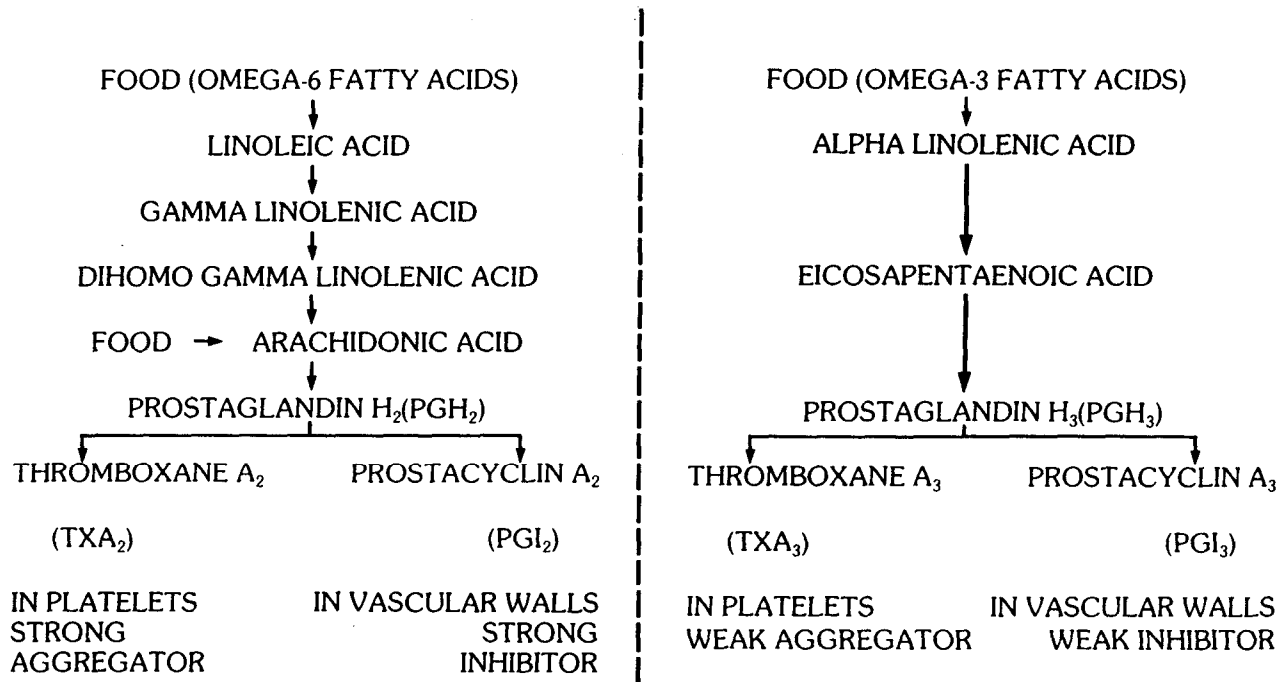 FOOD (OMEGA-6 FATTY ACIDS)
LINOLEIC ACID
GAMMA LINOLENIC ACID
DIHOMO GAMMA LINOLENIC ACID
FOOD → ARACHIDONIC ACID
PROSTAGLANDIN H₂(PGH₂)
THROMBOXANE A₂ PROSTACYCLIN A₂
(TXA₂) (PGI₂)
IN PLATELETS IN VASCULAR WALLS
STRONG STRONG
AGGREGATOR INHIBITOR
FOOD (OMEGA-3 FATTY ACIDS)
ALPHA LINOLENIC ACID
EICOSAPENTAENOIC ACID
PROSTAGLANDIN H₃(PGH₃)
THROMBOXANE A₃ PROSTACYCLIN A₃
(TXA₃) (PGI₃)
IN PLATELETS IN VASCULAR WALLS
WEAK AGGREGATOR WEAK INHIBITOR